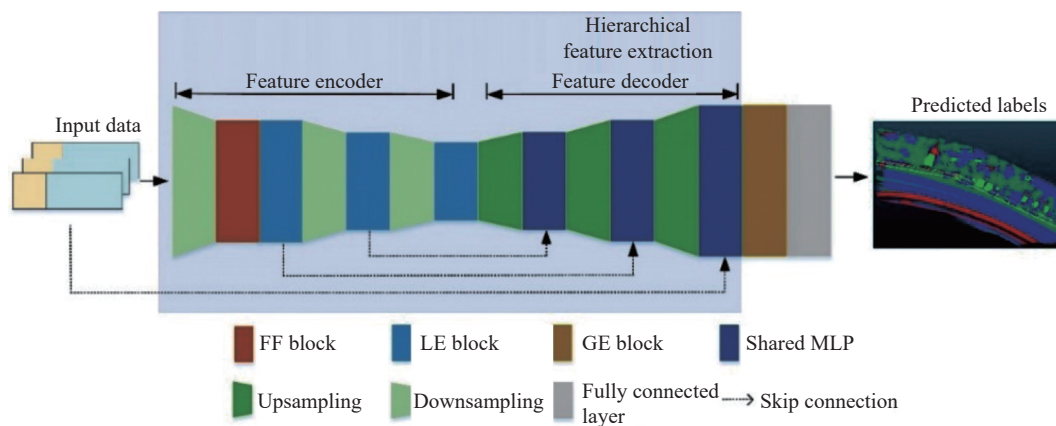 Hierarchical
feature extraction
Feature encoder
Feature decoder
Input data
Predicted labels
FF block
LE block
GE block
Shared MLP
Upsampling
Downsampling
Fully connected
layer
Skip connection